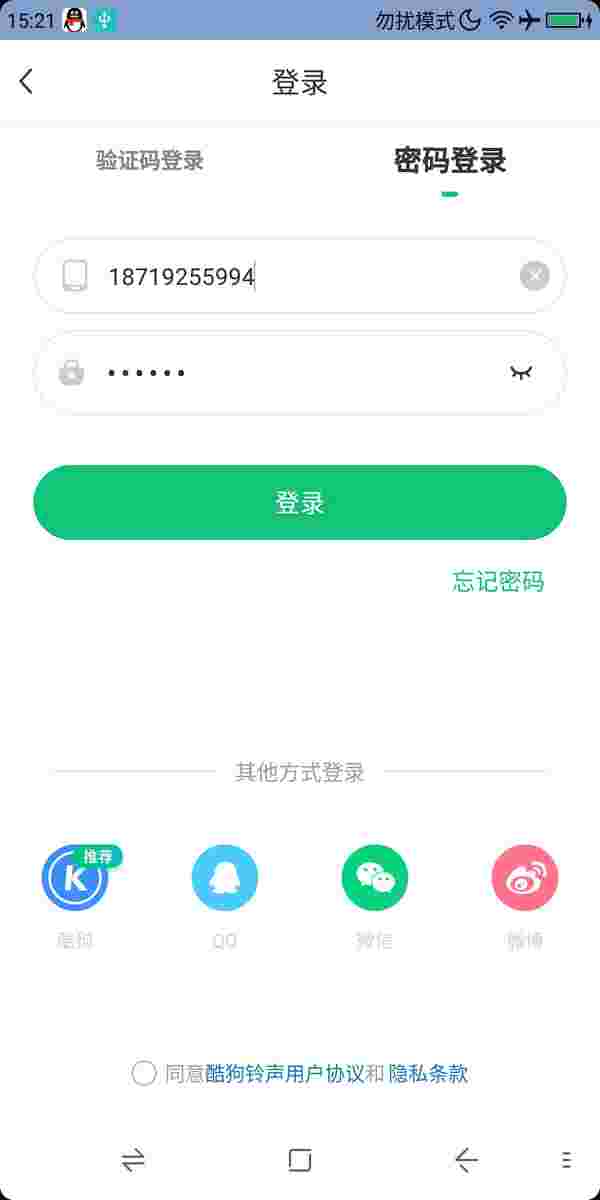 15:21 勿扰模式
登录
验证码登录 密码登录
18719255994
••••••
登录
忘记密码
其他方式登录
推荐
酷狗 QQ 微信 微博
同意酷狗铃声用户协议和 隐私条款